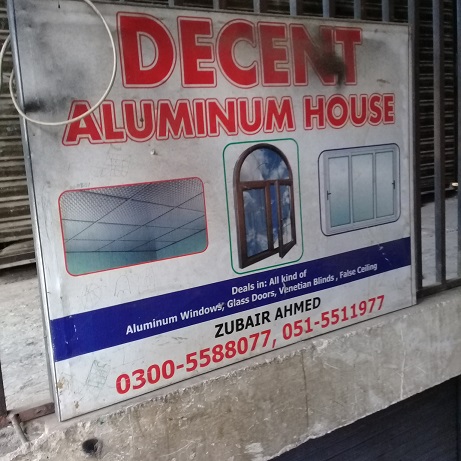 DECENT
ALUMINUM HOUSE
Deals in: All kind of
Aluminum Windows, Glass Doors, Venetian Blinds, False Ceiling
ZUBAIR AHMED
0300-5588077, 051-5511977